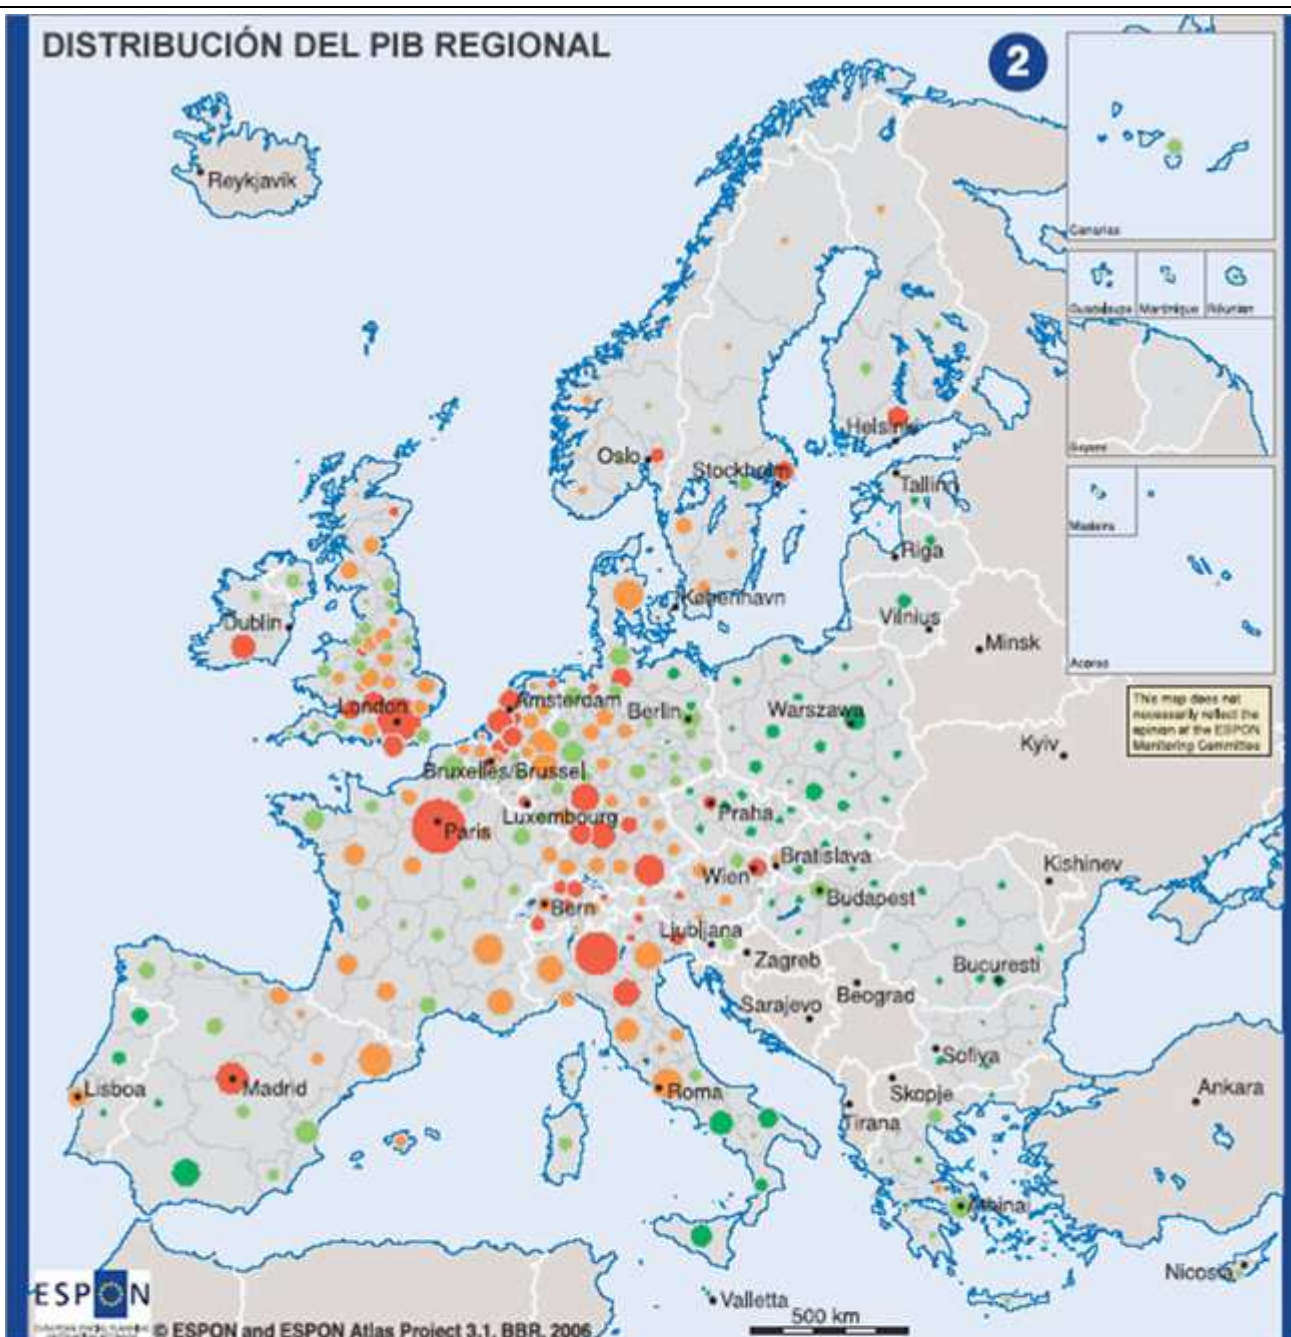 DISTRIBUCIÓN DEL PIB REGIONAL
2
Canarias
Reykjavik
Guadeloupe Martinique Réunion
Guyane
Helsinki
Oslo
Stockholm
Tallinn
Madeira
Riga
Dublin
København
Vilnius
Minsk
Acores
London
Amsterdam
Berlin
Warszawa
This map does not
necessarily reflect the
opinion of the ESPON
Monitoring Committee
Kyiv
Bruxelles/Brussel
Luxembourg
Praha
Paris
Bratislava
Kishinev
Wien
Budapest
Bern
Ljubljana
Zagreb
Bucuresti
Beograd
Sarajevo
Sofiya
Lisboa
Madrid
Roma
Skopje
Ankara
Tirana
Athinai
Nicosia
ESPON
Valletta
500 km
© ESPON and ESPON Atlas Project 3.1, BBR, 2006